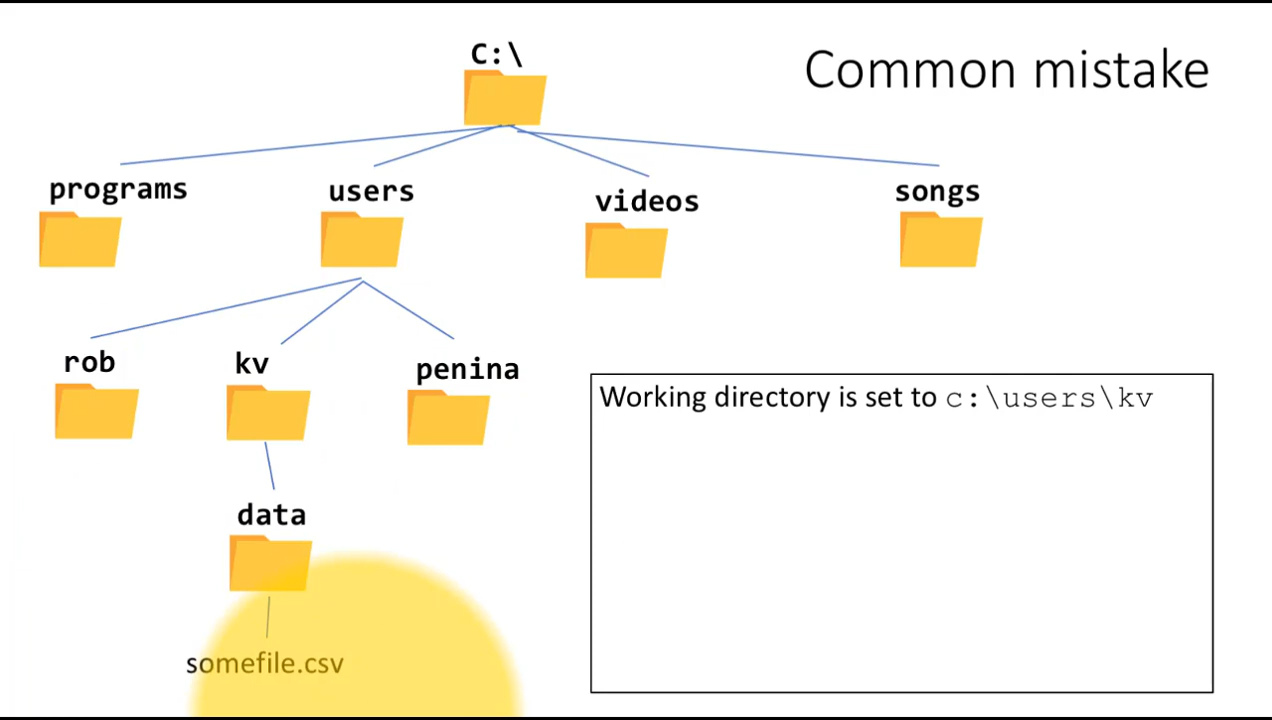 C:\
Common mistake
programs
users
videos
songs
rob
kv
penina
Working directory is set to c:\users\kv
data
somefile.csv